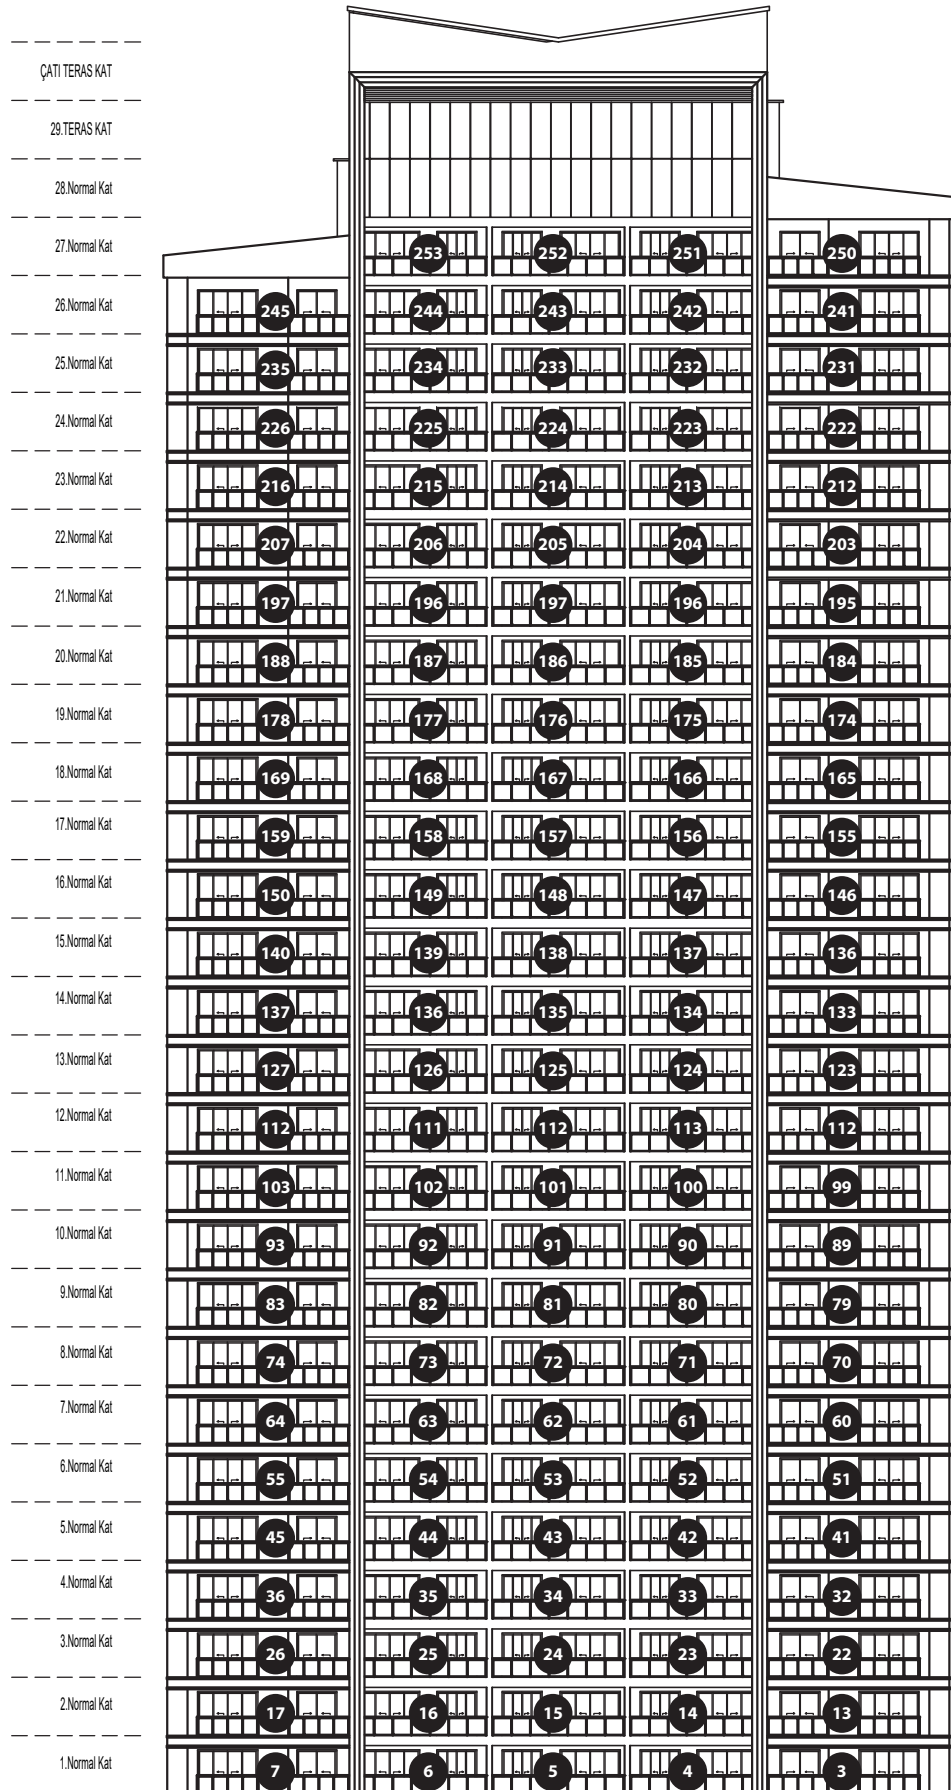 ÇATI TERAS KAT
29.TERAS KAT
28.Normal Kat
27.Normal Kat 253 252 251 250
26.Normal Kat 245 244 243 242 241
25.Normal Kat 235 234 233 232 231
24.Normal Kat 226 225 224 223 222
23.Normal Kat 216 215 214 213 212
22.Normal Kat 207 206 205 204 203
21.Normal Kat 197 196 197 196 195
20.Normal Kat 188 187 186 185 184
19.Normal Kat 178 177 176 175 174
18.Normal Kat 169 168 167 166 165
17.Normal Kat 159 158 157 156 155
16.Normal Kat 150 149 148 147 146
15.Normal Kat 140 139 138 137 136
14.Normal Kat 137 136 135 134 133
13.Normal Kat 127 126 125 124 123
12.Normal Kat 112 111 112 113 112
11.Normal Kat 103 102 101 100 99
10.Normal Kat 93 92 91 90 89
9.Normal Kat 83 82 81 80 79
8.Normal Kat 74 73 72 71 70
7.Normal Kat 64 63 62 61 60
6.Normal Kat 55 54 53 52 51
5.Normal Kat 45 44 43 42 41
4.Normal Kat 36 35 34 33 32
3.Normal Kat 26 25 24 23 22
2.Normal Kat 17 16 15 14 13
1.Normal Kat 7 6 5 4 3